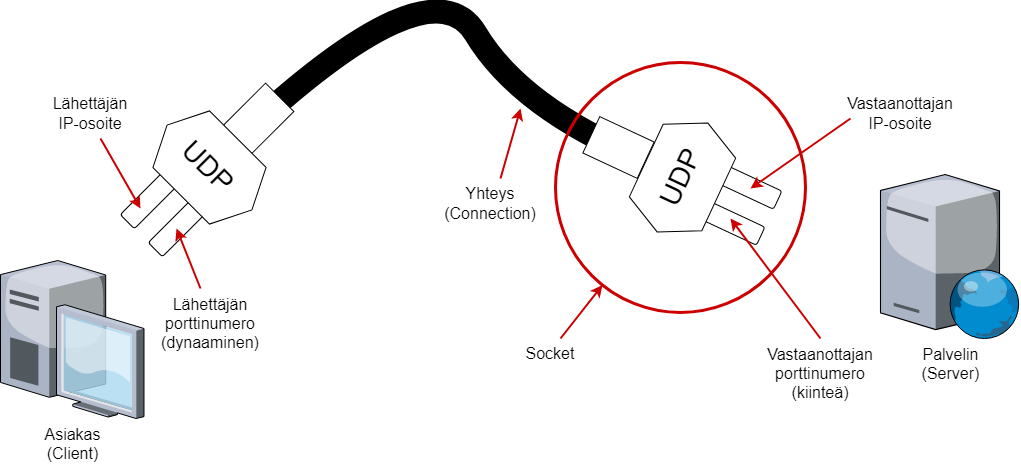 Lähettäjän
IP-osoite
UDP
Lähettäjän
porttinumero
(dynaaminen)
Asiakas
(Client)
Yhteys
(Connection)
UDP
Socket
Vastaanottajan
IP-osoite
Vastaanottajan
porttinumero
(kiinteä)
Palvelin
(Server)